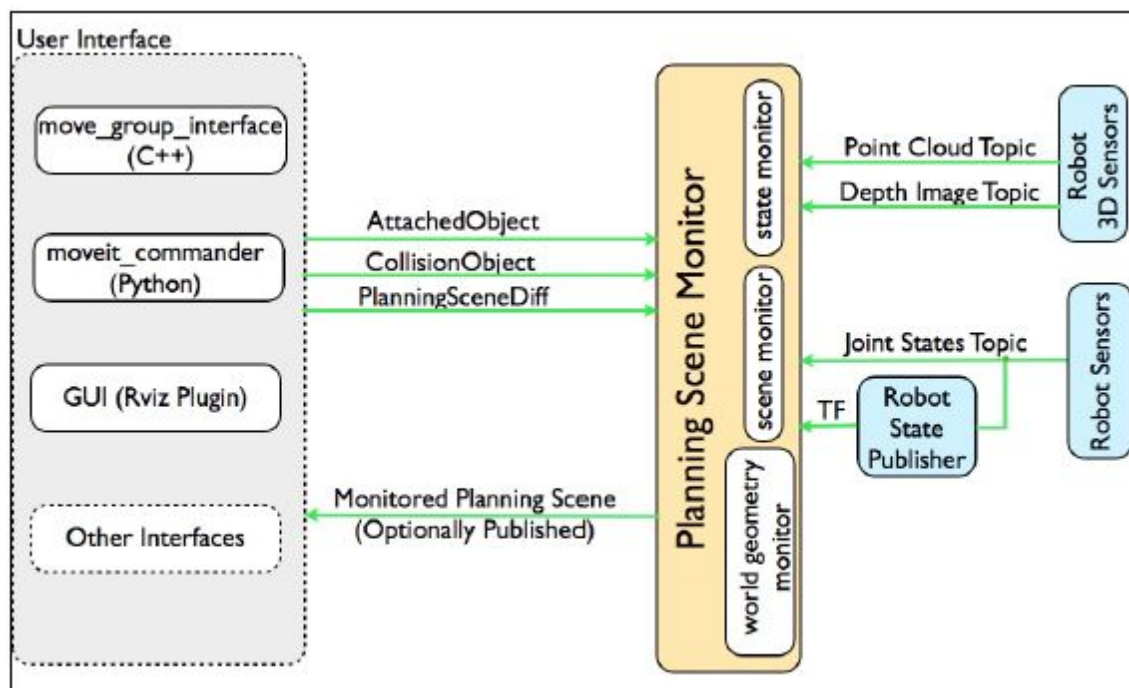 User Interface
move_group_interface
(C++)
moveit_commander
(Python)
GUI (Rviz Plugin)
Other Interfaces
AttachedObject
CollisionObject
PlanningSceneDiff
Monitored Planning Scene
(Optionally Published)
Planning Scene Monitor
state monitor
scene monitor
world geometry
monitor
Point Cloud Topic
Depth Image Topic
Joint States Topic
TF
Robot
State
Publisher
Robot
3D Sensors
Robot Sensors